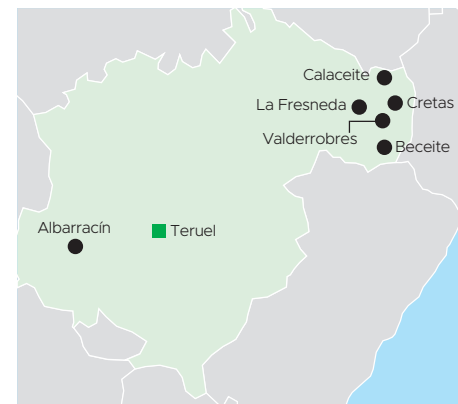 Calaceite
La Fresneda
Cretas
Valderrobres
Beceite
Albarracín
Teruel